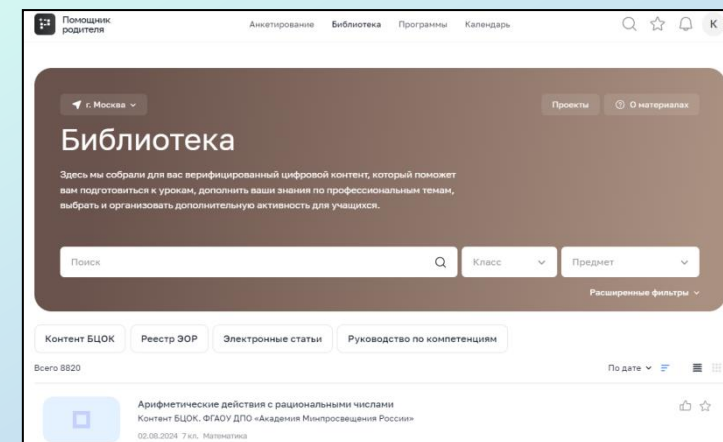 Помощник
родителя
Анкетирование Библиотека Программы Календарь
К
г. Москва
Проекты О материалах
Библиотека
Здесь мы собрали для вас верифицированный цифровой контент, который поможет
вам подготовиться к урокам, дополнить ваши знания по профессиональным темам,
выбрать и организовать дополнительную активность для учащихся.
Поиск Класс Предмет
Расширенные фильтры
Контент БЦОК Реестр ЭОР Электронные статьи Руководство по компетенциям
Всего 8820 По дате
Арифметические действия с рациональными числами
Контент БЦОК. ФГАОУ ДПО «Академия Минпросвещения России»
02.08.2024 7 кл. Математика